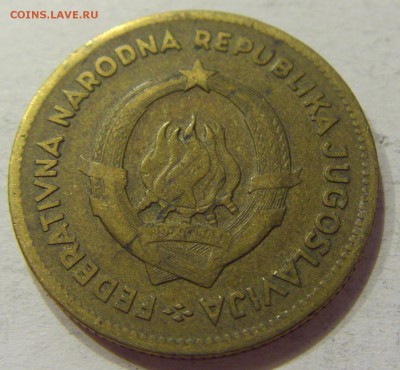 COINS.LAVE.RU
FEDERATIVNA NARODNA REPUBLIKA JUGOSLAVIJA